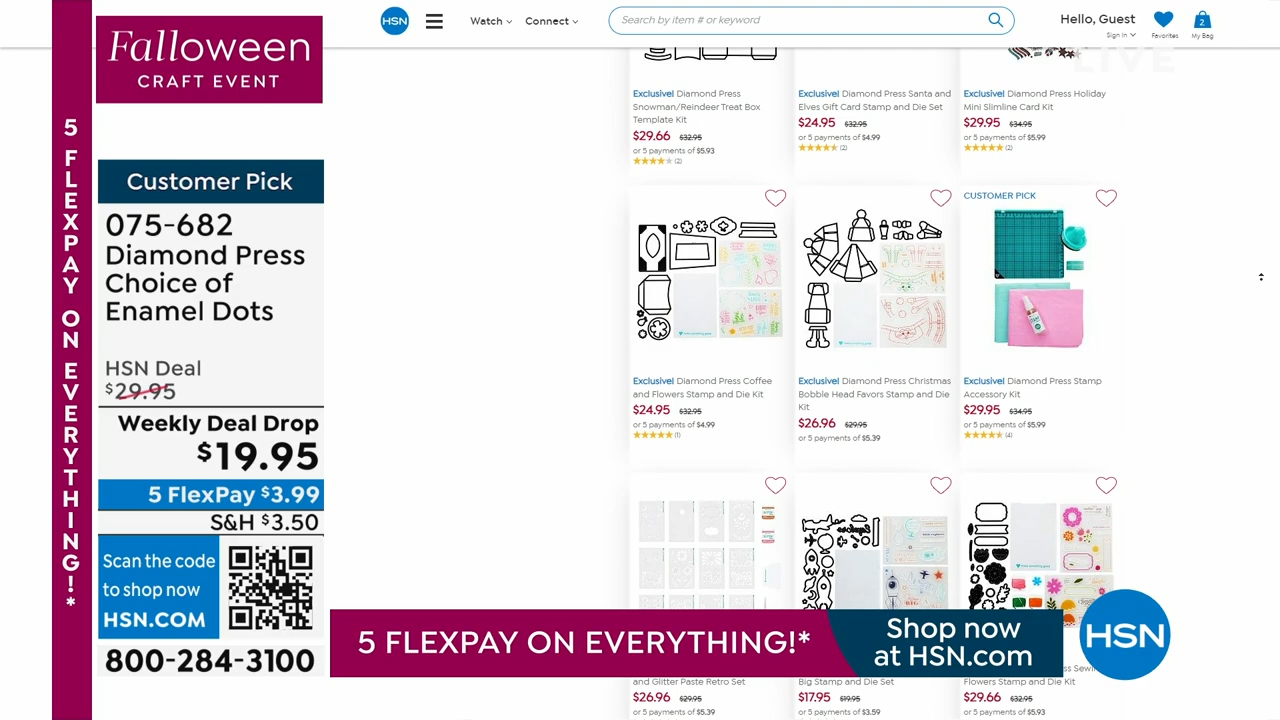 Falloween
CRAFT EVENT
5 FLEXPAY ON EVERYTHING!*
Customer Pick
075-682
Diamond Press
Choice of
Enamel Dots
HSN Deal
$29.95
Weekly Deal Drop
$19.95
5 FlexPay $3.99
S&H $3.50
Scan the code
to shop now
HSN.COM
800-284-3100
HSN
Watch
Connect
Search by item # or keyword
Hello, Guest
Sign In
Favorites
2
My Bag
LIVE
Exclusive! Diamond Press
Snowman/Reindeer Treat Box
Template Kit
$29.66 $32.95
or 5 payments of $5.93
(2)
Exclusive! Diamond Press Santa and
Elves Gift Card Stamp and Die Set
$24.95 $32.95
or 5 payments of $4.99
(2)
Exclusive! Diamond Press Holiday
Mini Slimline Card Kit
$29.95 $34.95
or 5 payments of $5.99
(2)
Exclusive! Diamond Press Coffee
and Flowers Stamp and Die Kit
$24.95 $32.95
or 5 payments of $4.99
(1)
Exclusive! Diamond Press Christmas
Bobble Head Favors Stamp and Die
Kit
$26.96 $29.95
or 5 payments of $5.39
CUSTOMER PICK
Exclusive! Diamond Press Stamp
Accessory Kit
$29.95 $34.95
or 5 payments of $5.99
(4)
and Glitter Paste Retro Set
$26.96 $29.95
or 5 payments of $5.39
Big Stamp and Die Set
$17.95 $19.95
or 5 payments of $3.59
Flowers Stamp and Die Kit
$29.66 $32.95
or 5 payments of $5.93
5 FLEXPAY ON EVERYTHING!*
Shop now
at HSN.com
HSN